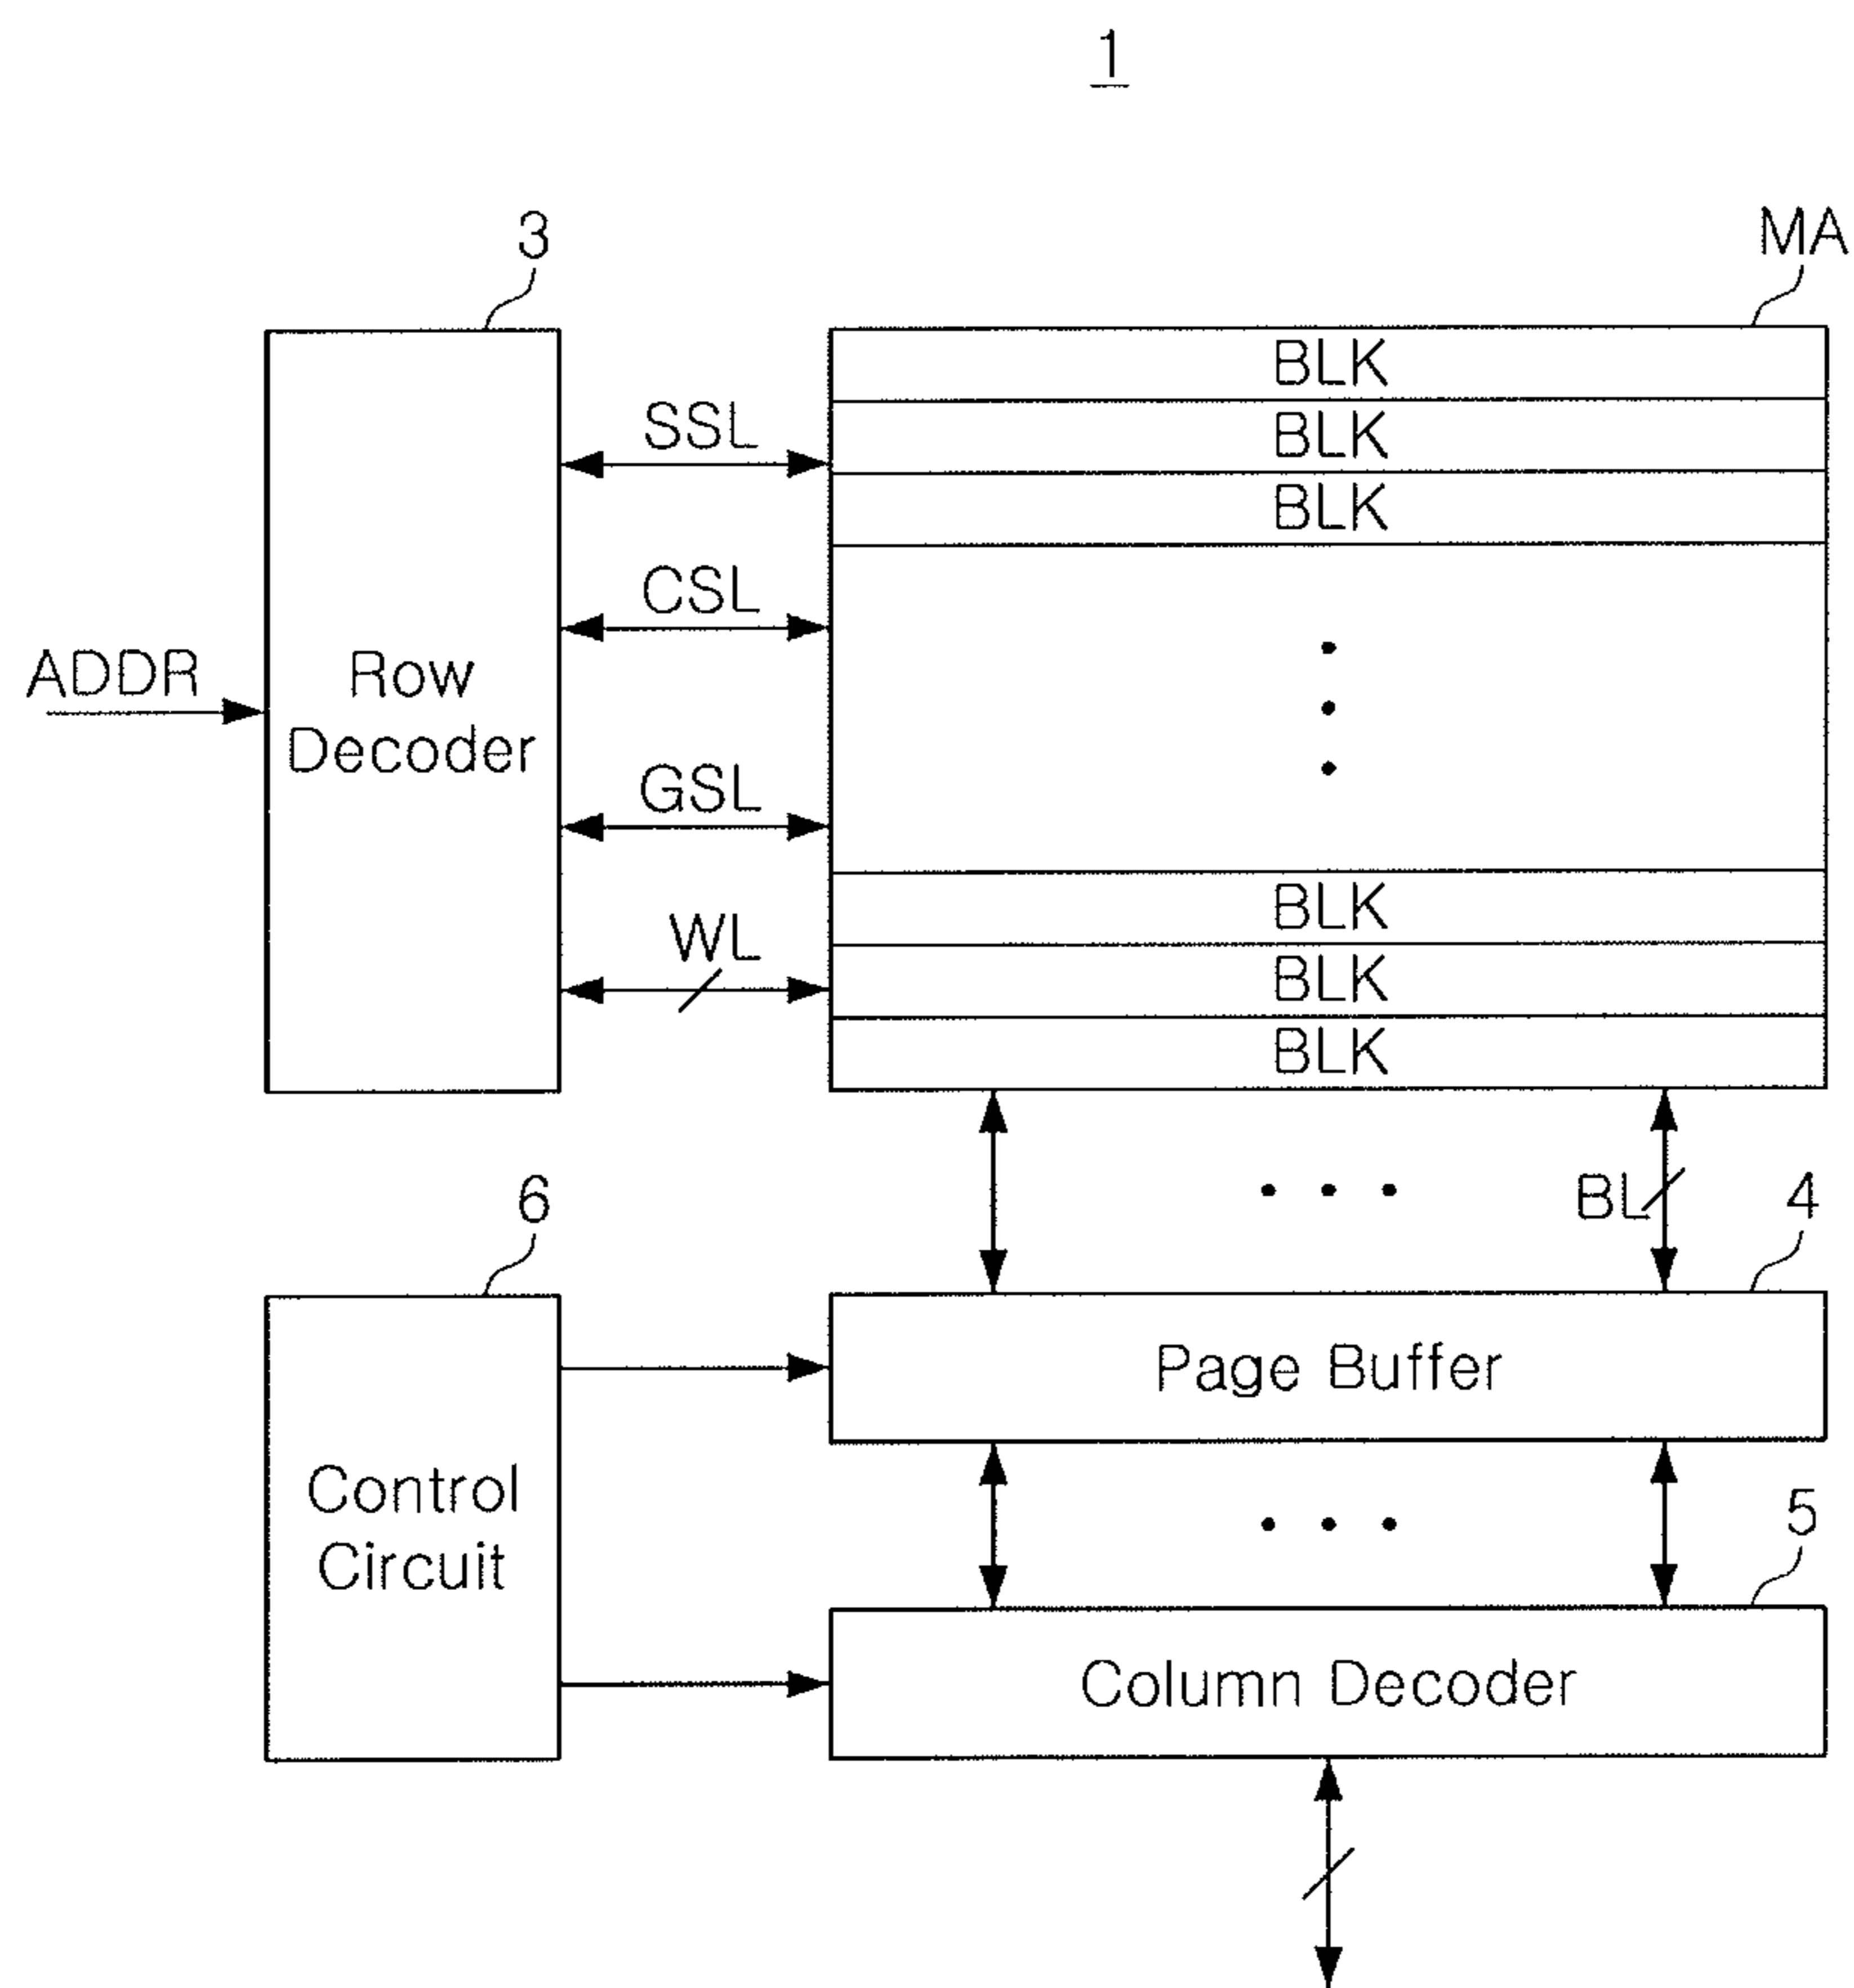 1
3
MA
BLK
SSL
BLK
BLK
CSL
ADDR
Row
Decoder
GSL
BLK
WL
BLK
BLK
6
BL
4
Page Buffer
Control
Circuit
5
Column Decoder